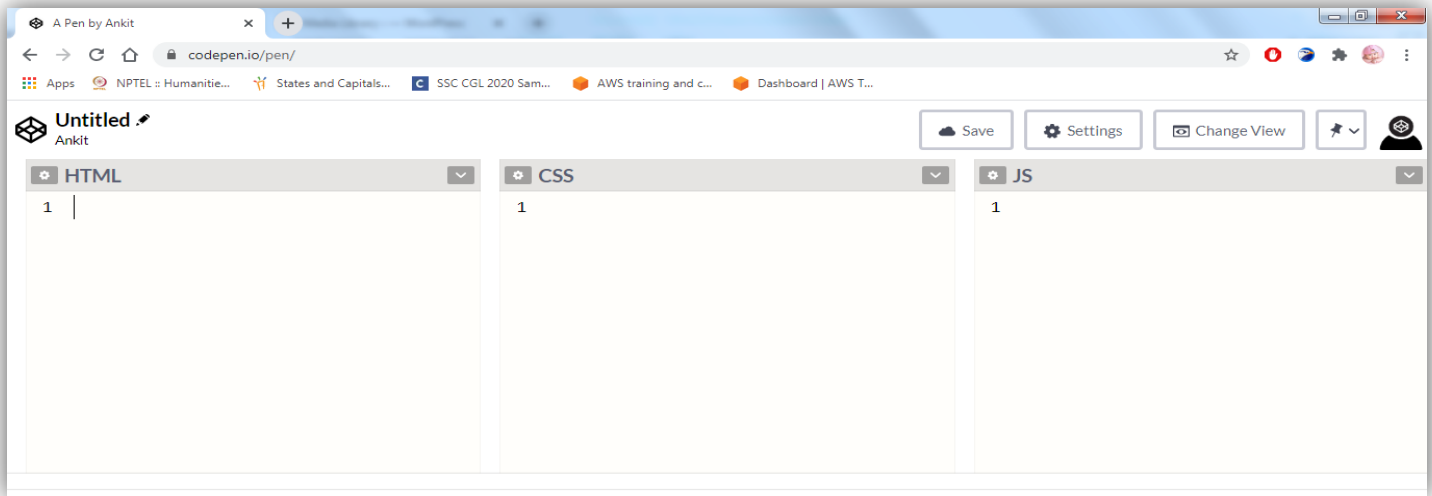 A Pen by Ankit
codepen.io/pen/
Apps NPTEL :: Humanitie... States and Capitals... C SSC CGL 2020 Sam... AWS training and c... Dashboard | AWS T...
Untitled
Ankit
Save Settings Change View
HTML CSS JS
1 1 1